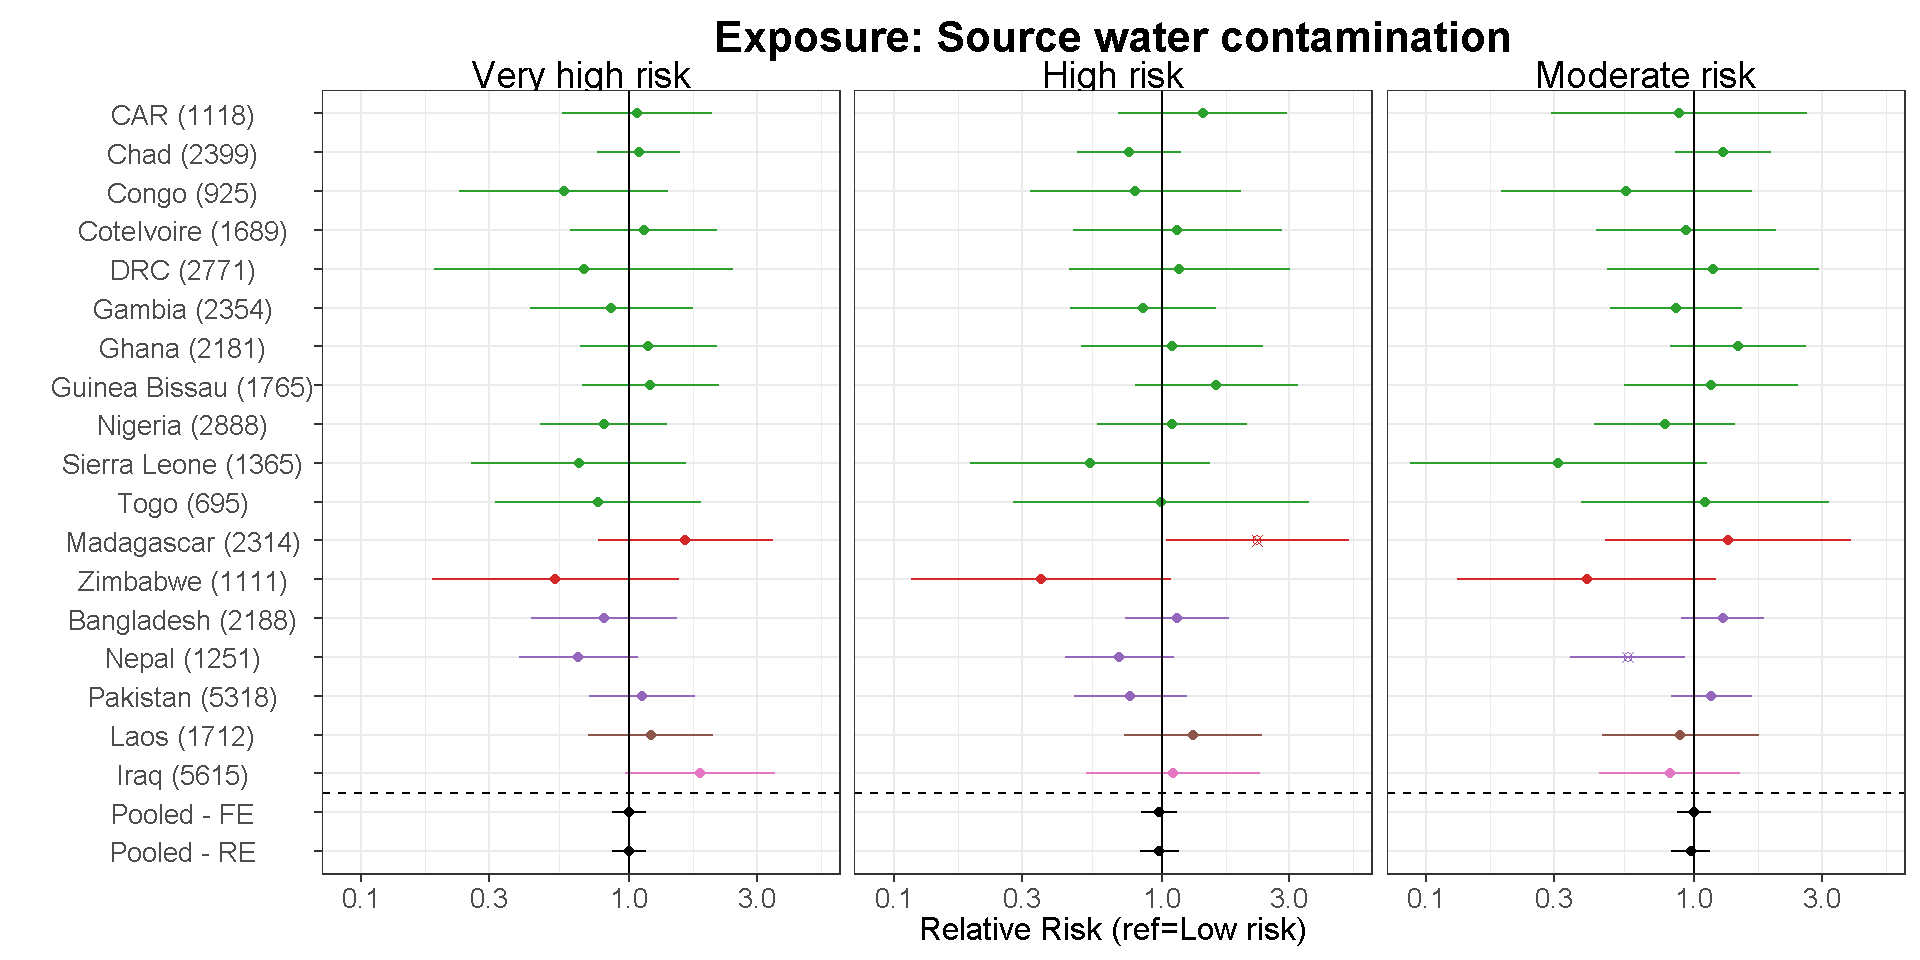 Exposure: Source water contamination
Very high risk
High risk
Moderate risk
CAR (1118)
Chad (2399)
Congo (925)
CoteIvoire (1689)
DRC (2771)
Gambia (2354)
Ghana (2181)
Guinea Bissau (1765)
Nigeria (2888)
Sierra Leone (1365)
Togo (695)
Madagascar (2314)
Zimbabwe (1111)
Bangladesh (2188)
Nepal (1251)
Pakistan (5318)
Laos (1712)
Iraq (5615)
Pooled - FE
Pooled - RE
0.1 0.3 1.0 3.0
0.1 0.3 1.0 3.0
0.1 0.3 1.0 3.0
Relative Risk (ref=Low risk)